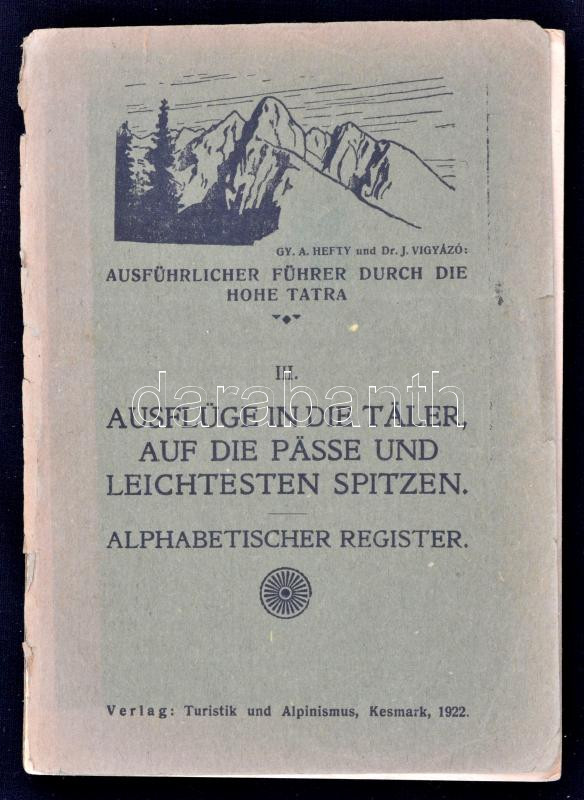 GY. A. HEFTY und Dr. J. VIGYÁZÓ:
AUSFÜHRLICHER FÜHRER DURCH DIE
HOHE TATRA
III.
darabanth
AUSFLÜGE IN DIE TÄLER,
AUF DIE PÄSSE UND
LEICHTESTEN SPITZEN.
ALPHABETISCHER REGISTER.
Verlag: Turistik und Alpinismus, Kesmark, 1922.